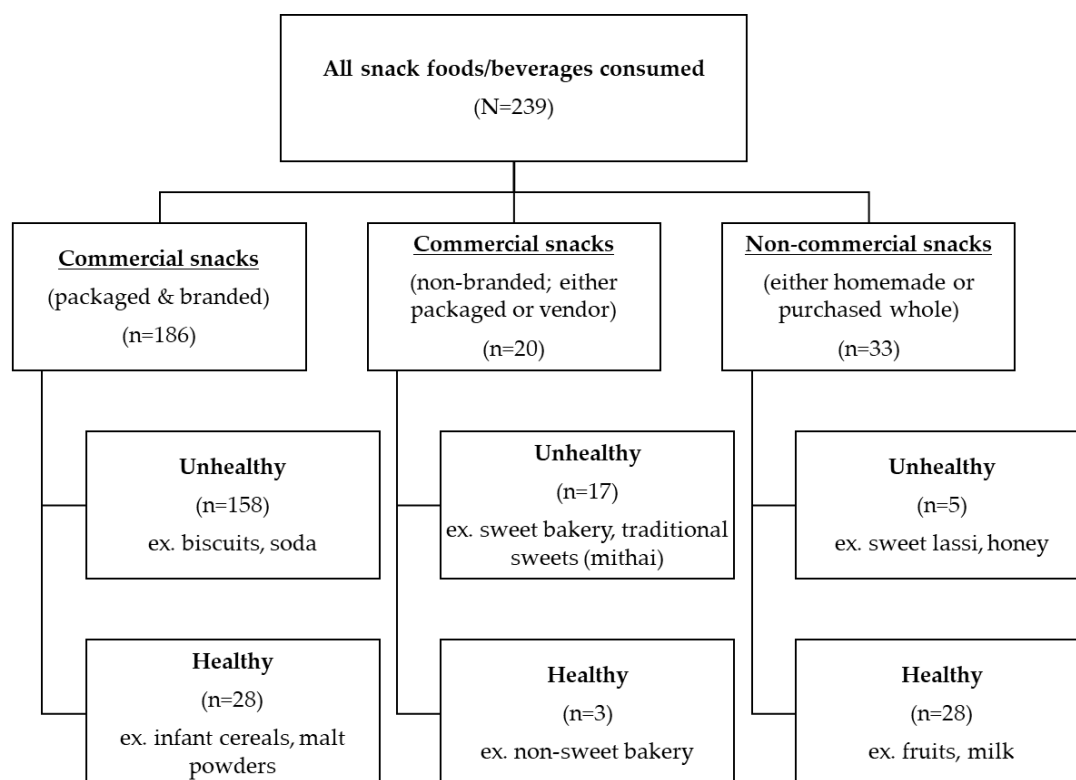 All snack foods/beverages consumed
(N=239)
Commercial snacks
(packaged & branded)
(n=186)
Commercial snacks
(non-branded; either
packaged or vendor)
(n=20)
Non-commercial snacks
(either homemade or
purchased whole)
(n=33)
Unhealthy
(n=158)
ex. biscuits, soda
Unhealthy
(n=17)
ex. sweet bakery, traditional
sweets (mithai)
Unhealthy
(n=5)
ex. sweet lassi, honey
Healthy
(n=28)
ex. infant cereals, malt
powders
Healthy
(n=3)
ex. non-sweet bakery
Healthy
(n=28)
ex. fruits, milk